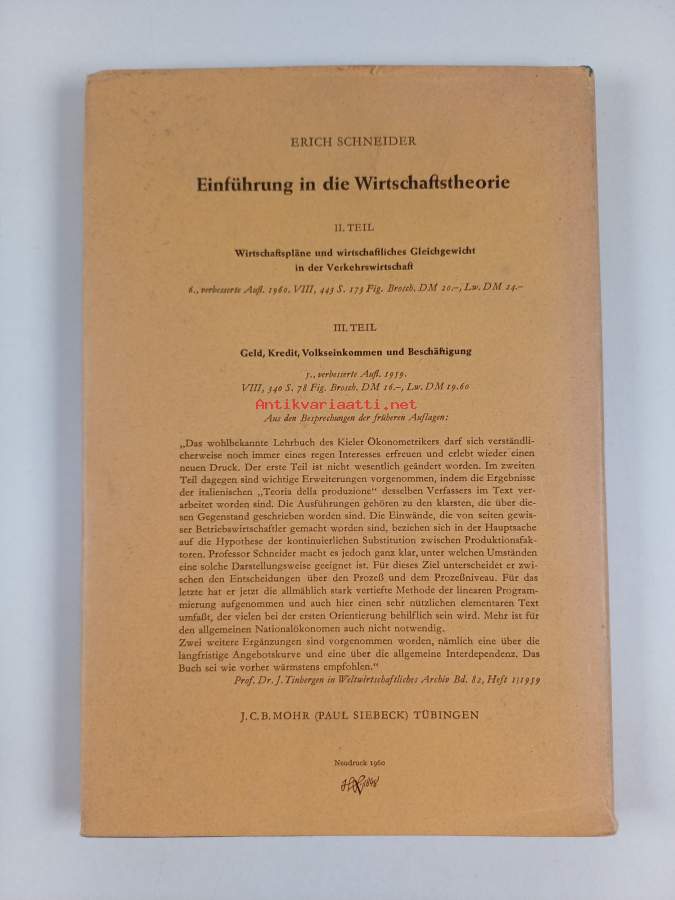 ERICH SCHNEIDER
Einführung in die Wirtschaftstheorie
II. TEIL
Wirtschaftspläne und wirtschaftliches Gleichgewicht
in der Verkehrswirtschaft
6., verbesserte Aufl. 1960. VIII, 443 S. 173 Fig. Brosch. DM 20.–, Lw. DM 24.–
III. TEIL
Geld, Kredit, Volkseinkommen und Beschäftigung
5., verbesserte Aufl. 1959.
VIII, 340 S. 78 Fig. Brosch. DM 16.–, Lw. DM 19.60
Antikvariaatti.net
Aus den Besprechungen der früheren Auflagen:
„Das wohlbekannte Lehrbuch des Kieler Ökonometrikers darf sich verständli-
cherweise noch immer eines regen Interesses erfreuen und erlebt wieder einen
neuen Druck. Der erste Teil ist nicht wesentlich geändert worden. Im zweiten
Teil dagegen sind wichtige Erweiterungen vorgenommen, indem die Ergebnisse
der italienischen „Teoria della produzione“ desselben Verfassers im Text ver-
arbeitet worden sind. Die Ausführungen gehören zu den klarsten, die über die-
sen Gegenstand geschrieben worden sind. Die Einwände, die von seiten gewis-
ser Betriebswirtschaftler gemacht worden sind, beziehen sich in der Hauptsache
auf die Hypothese der kontinuierlichen Substitution zwischen Produktionsfak-
toren. Professor Schneider macht es jedoch ganz klar, unter welchen Umständen
eine solche Darstellungsweise geeignet ist. Für dieses Ziel unterscheidet er zwi-
schen den Entscheidungen über den Prozeß und dem Prozeßniveau. Für das
letzte hat er jetzt die allmählich stark vertiefte Methode der linearen Program-
mierung aufgenommen und auch hier einen sehr nützlichen elementaren Text
umfaßt, der vielen bei der ersten Orientierung behilflich sein wird. Mehr ist für
den allgemeinen Nationalökonomen auch nicht notwendig.
Zwei weitere Ergänzungen sind vorgenommen worden, nämlich eine über die
langfristige Angebotskurve und eine über die allgemeine Interdependenz. Das
Buch sei wie vorher wärmstens empfohlen.“
Prof. Dr. J. Tinbergen in Weltwirtschaftliches Archiv Bd. 82, Heft 1/1959
J. C. B. MOHR (PAUL SIEBECK) TÜBINGEN
Neudruck 1960